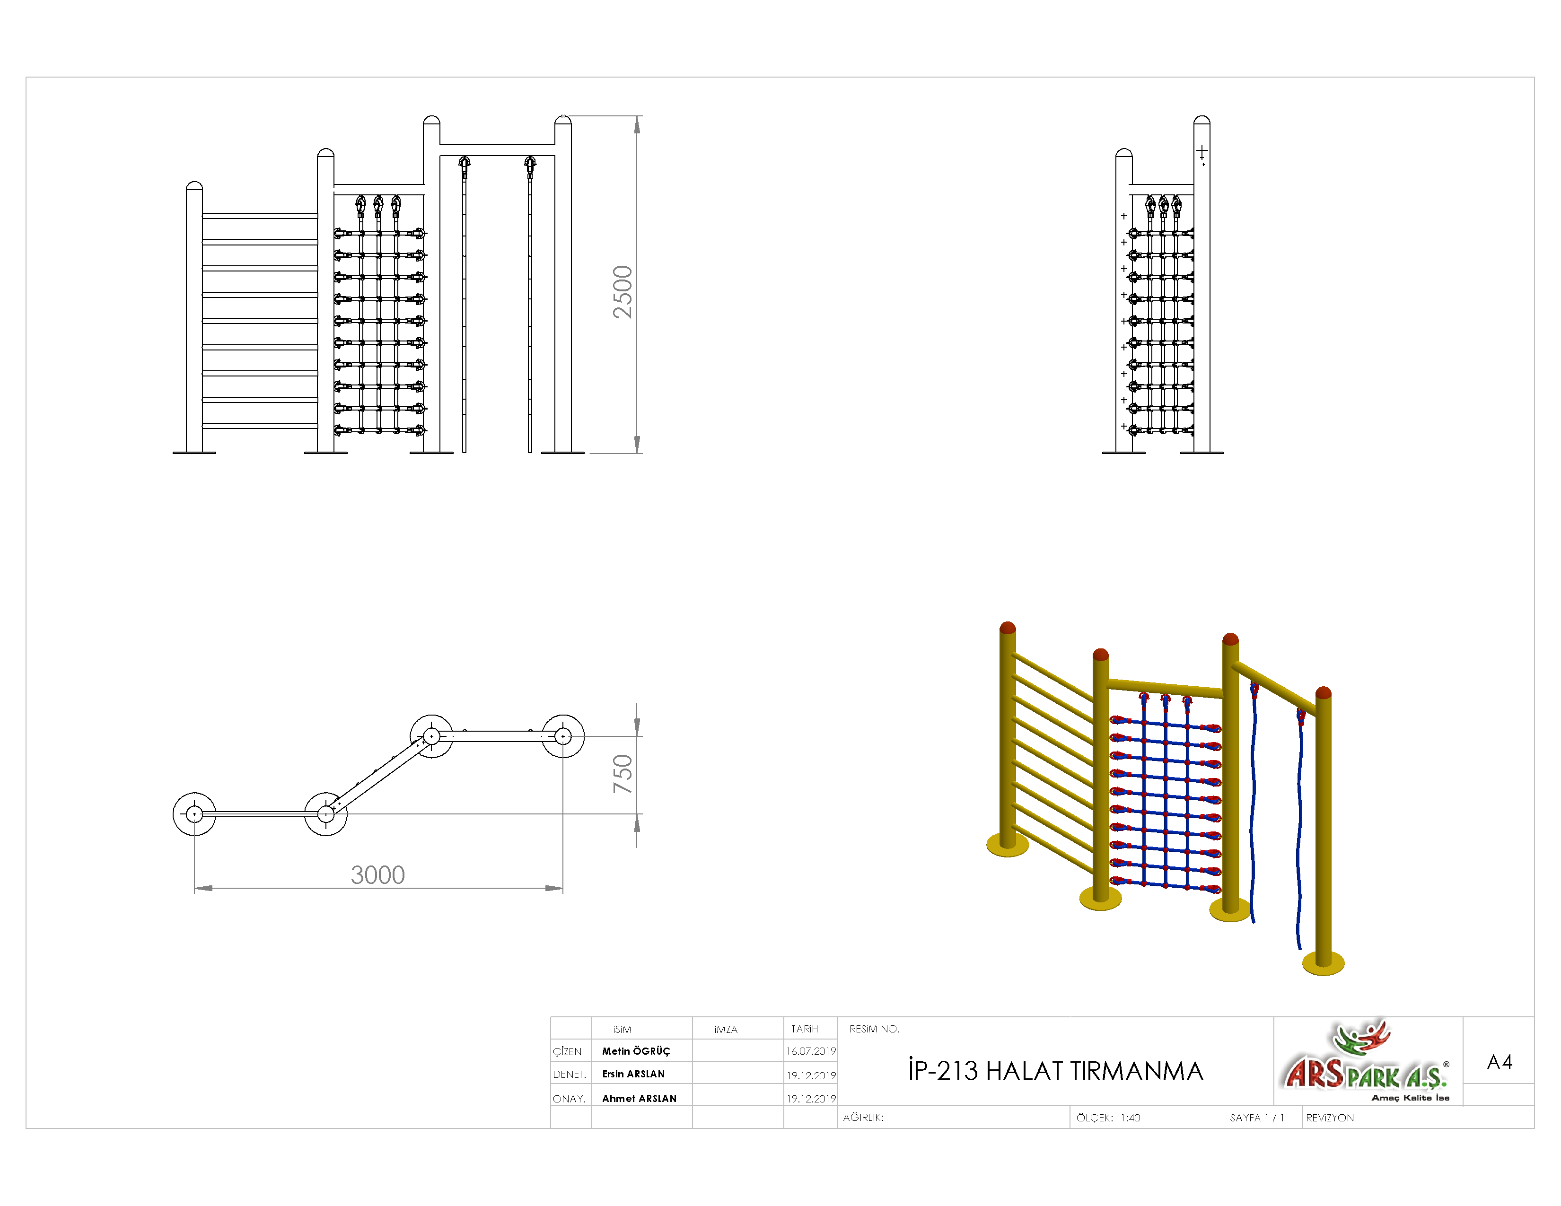 2500
750
3000
İSİM
İMZA
TARİH
RESİM NO.
ÇİZEN
Metin ÖGRÜÇ
16.07.2019
İP-213 HALAT TIRMANMA
ARSPARK A.Ş.®
Amaç Kalite İse
A4
DENET.
Ersin ARSLAN
19.12.2019
ONAY.
Ahmet ARSLAN
19.12.2019
AĞIRLIK:
ÖLÇEK: 1:40
SAYFA 1 / 1
REVİZYON